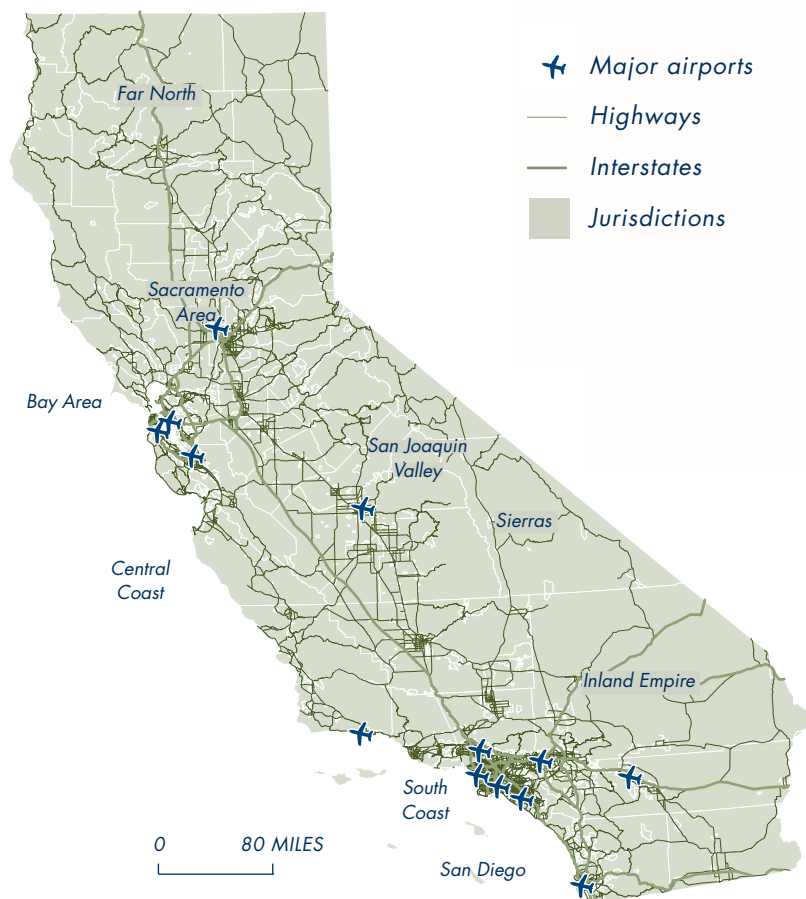 Major airports
Highways
Interstates
Jurisdictions
Far North
Sacramento
Area
Bay Area
San Joaquin
Valley
Sierras
Central
Coast
Inland Empire
South
Coast
San Diego
0 80 MILES